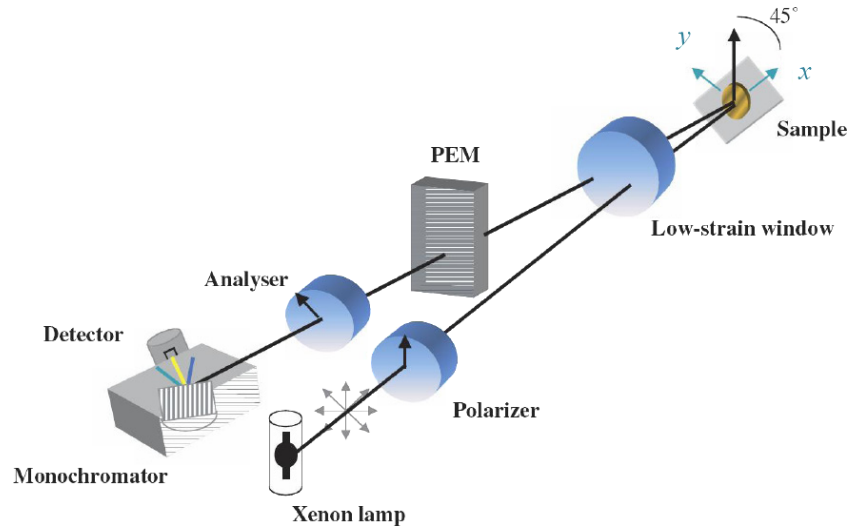 45°
y
x
Sample
PEM
Low-strain window
Analyser
Detector
Polarizer
Monochromator
Xenon lamp